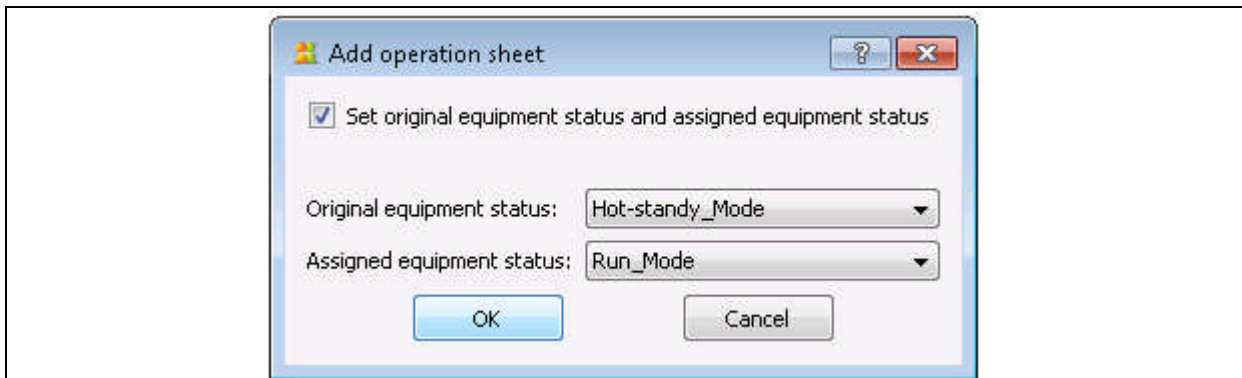 Add operation sheet
Set original equipment status and assigned equipment status
Original equipment status: Hot-standy_Mode
Assigned equipment status: Run_Mode
OK Cancel